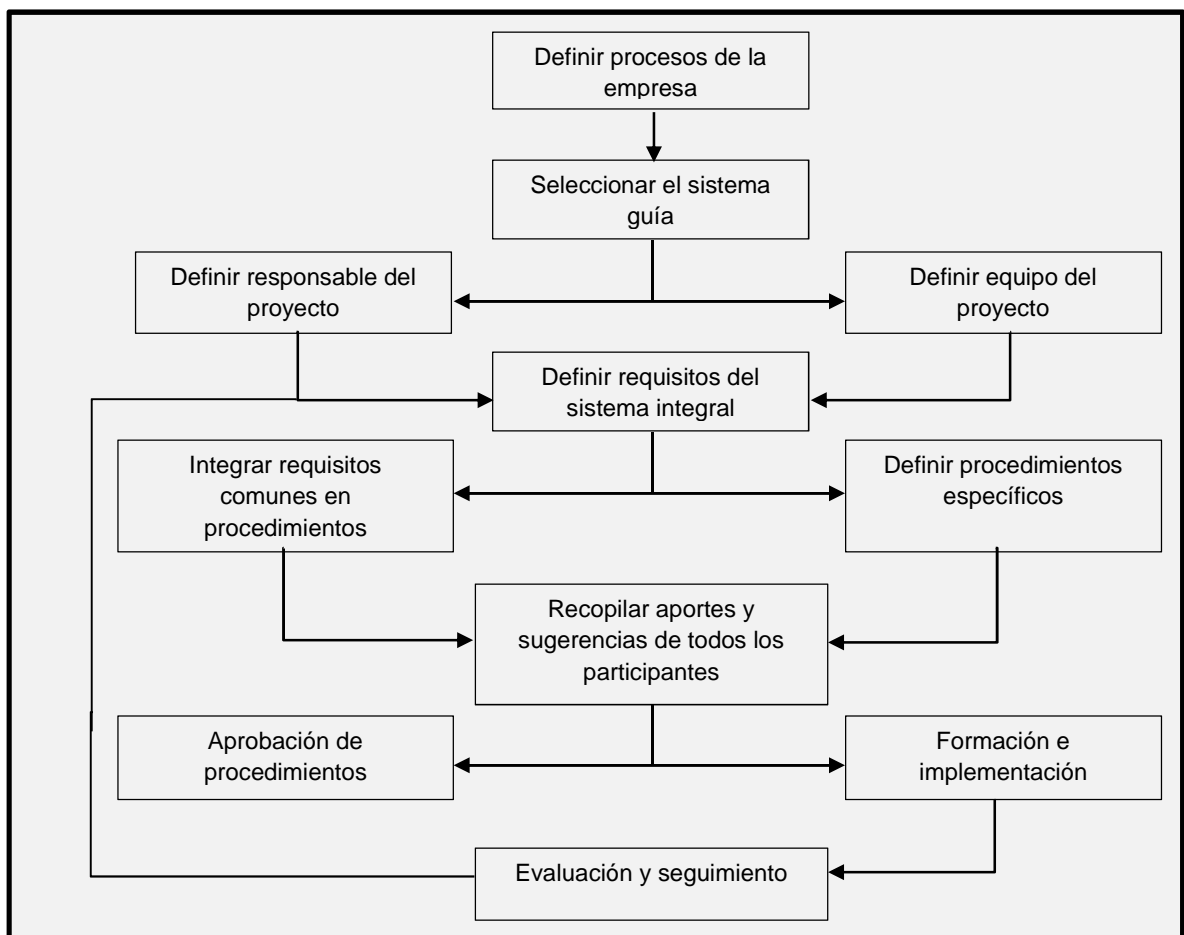 Definir procesos de la
empresa
Seleccionar el sistema
guía
Definir responsable del
proyecto
Definir equipo del
proyecto
Definir requisitos del
sistema integral
Integrar requisitos
comunes en
procedimientos
Definir procedimientos
específicos
Recopilar aportes y
sugerencias de todos los
participantes
Aprobación de
procedimientos
Formación e
implementación
Evaluación y seguimiento